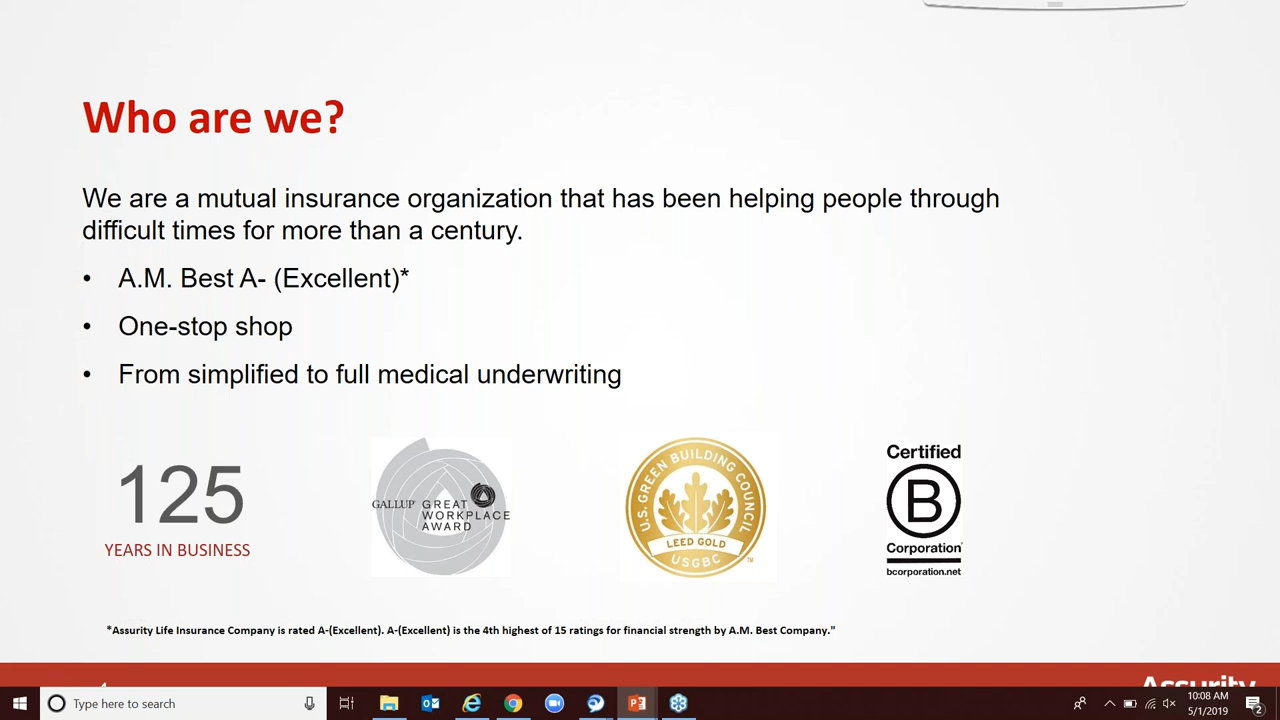 Who are we?
We are a mutual insurance organization that has been helping people through
difficult times for more than a century.
• A.M. Best A- (Excellent)*
• One-stop shop
• From simplified to full medical underwriting
125
YEARS IN BUSINESS
GALLUP® GREAT
WORKPLACE
AWARD
U.S. GREEN BUILDING COUNCIL
LEED GOLD
USGBC
™
Certified
B
Corporation
bcorporation.net
*Assurity Life Insurance Company is rated A-(Excellent). A-(Excellent) is the 4th highest of 15 ratings for financial strength by A.M. Best Company."
Assurity
Type here to search
10:08 AM
5/1/2019
2